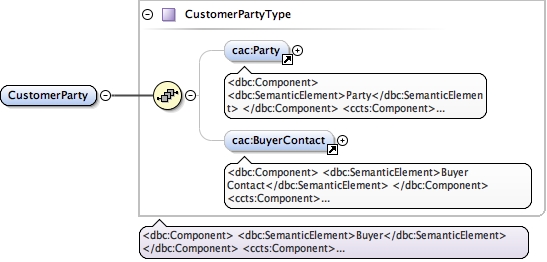 CustomerPartyType
cac:Party
<dbc:Component>
<dbc:SemanticElement>Party</dbc:SemanticElemen
t> </dbc:Component> <ccts:Component>...
CustomerParty
cac:BuyerContact
<dbc:Component> <dbc:SemanticElement>Buyer
Contact</dbc:SemanticElement> </dbc:Component>
<ccts:Component>...
<dbc:Component> <dbc:SemanticElement>Buyer</dbc:SemanticElement>
</dbc:Component> <ccts:Component>...